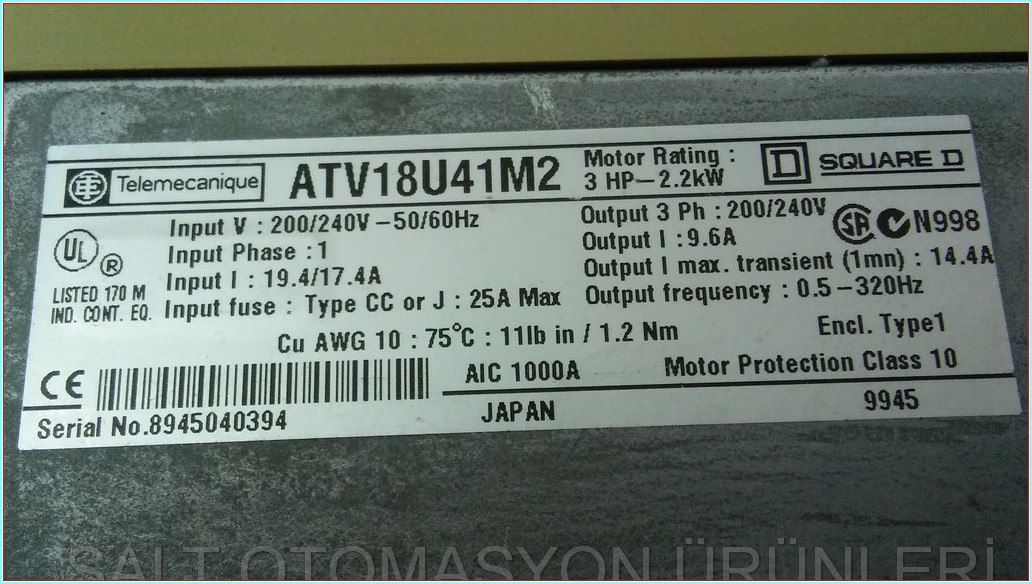 Telemecanique ATV18U41M2 Motor Rating : SQUARE D
3 HP–2.2kW
Input V : 200/240V–50/60Hz Output 3 Ph : 200/240V
Input Phase : 1 Output I : 9.6A N998
Input I : 19.4/17.4A Output I max. transient (1mn) : 14.4A
Input fuse : Type CC or J : 25A Max Output frequency : 0.5–320Hz
UL ® SA
LISTED 170 M
IND. CONT. EQ.
Cu AWG 10 : 75°C : 11lb in / 1.2 Nm Encl. Type1
CE AIC 1000A Motor Protection Class 10
Serial No.8945040394 JAPAN 9945
SALT OTOMASYON ÜRÜNLERİ